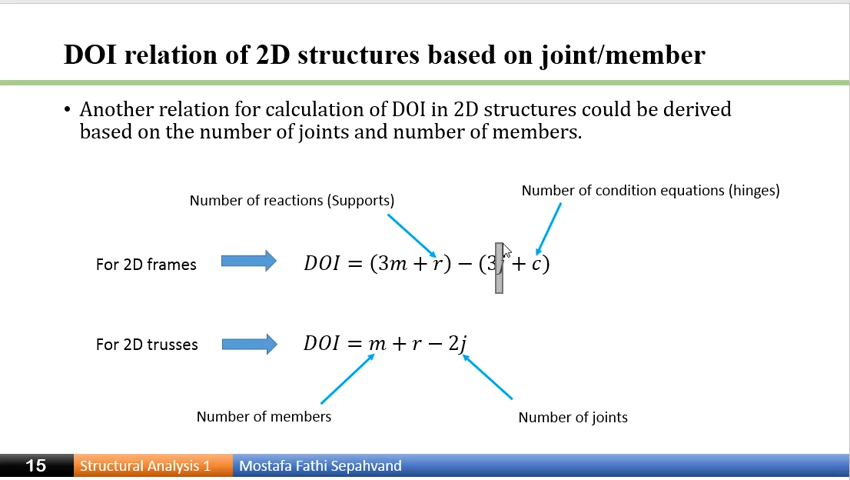 DOI relation of 2D structures based on joint/member
• Another relation for calculation of DOI in 2D structures could be derived
based on the number of joints and number of members.
Number of reactions (Supports)
Number of condition equations (hinges)
For 2D frames
DOI = (3m + r) − (3j + c)
For 2D trusses
DOI = m + r − 2j
Number of members
Number of joints
15
Structural Analysis 1
Mostafa Fathi Sepahvand